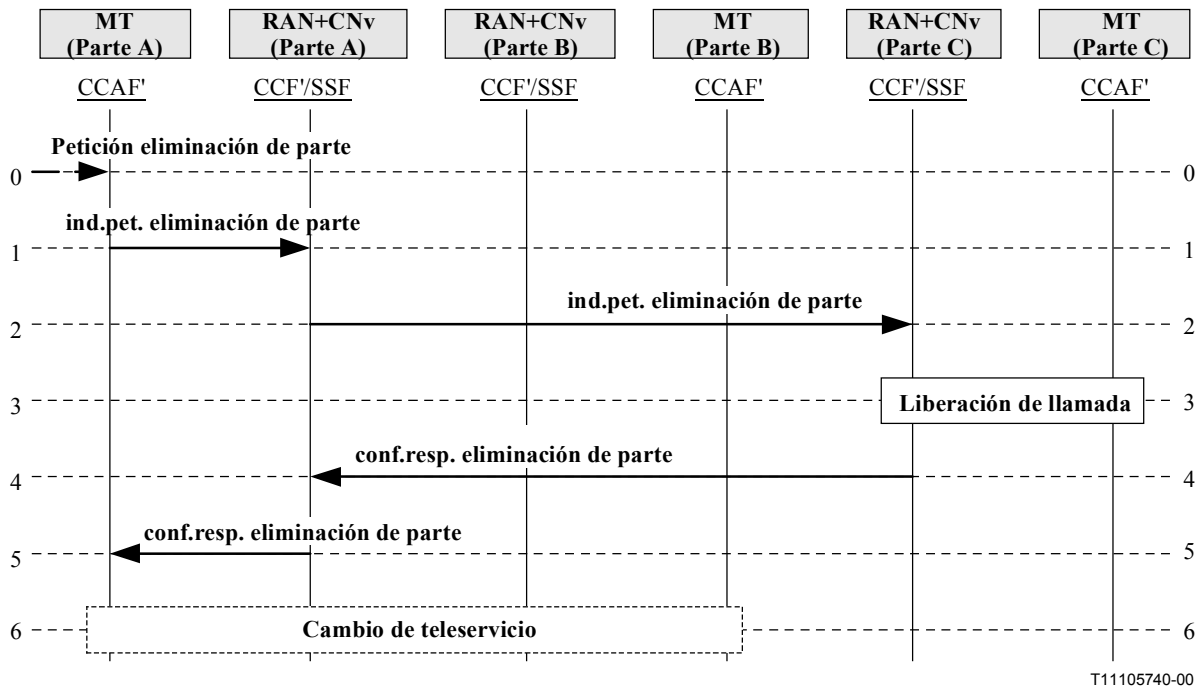 MT
(Parte A)
RAN+CNv
(Parte A)
RAN+CNv
(Parte B)
MT
(Parte B)
RAN+CNv
(Parte C)
MT
(Parte C)
CCAF'
CCF'/SSF
CCF'/SSF
CCAF'
CCF'/SSF
CCAF'
Petición eliminación de parte
0
0
ind.pet. eliminación de parte
1
1
ind.pet. eliminación de parte
2
2
3
Liberación de llamada
3
conf.resp. eliminación de parte
4
4
conf.resp. eliminación de parte
5
5
6
Cambio de teleservicio
6
T11105740-00